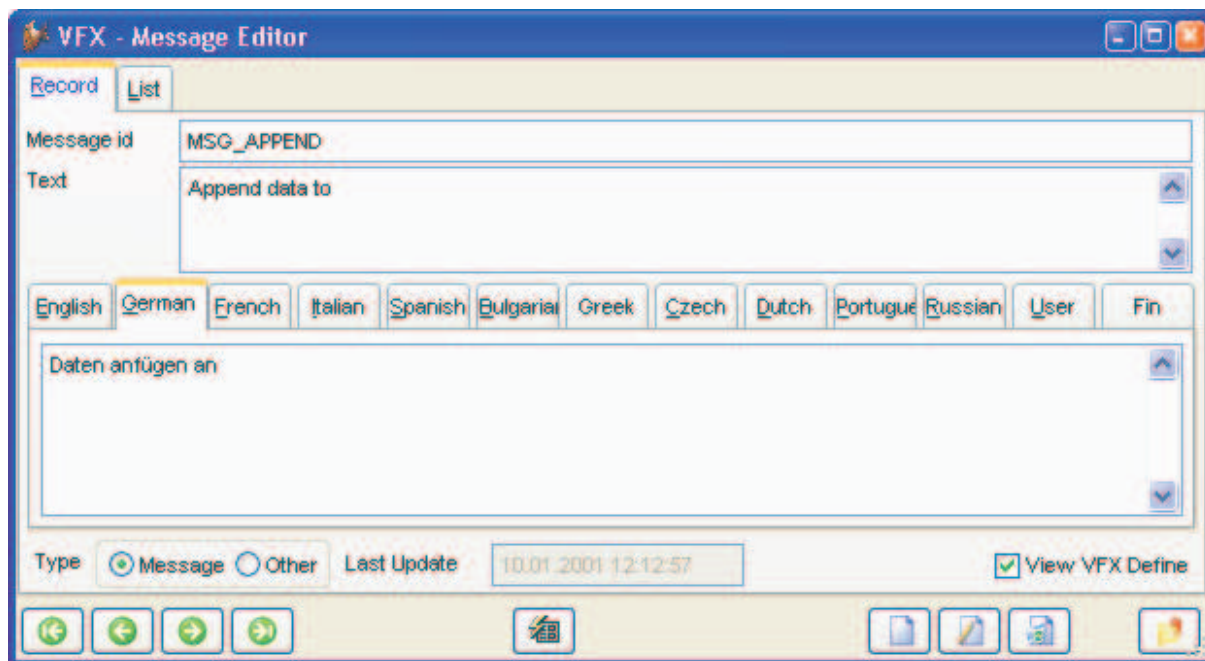 VFX - Message Editor
Record List
Message id MSG_APPEND
Text Append data to
English German French Italian Spanish Bulgarian Greek Czech Dutch Portugue Russian User Fin
Daten anfügen an
Type Message Other Last Update 10.01.2001 12:12:57 View VFX Define